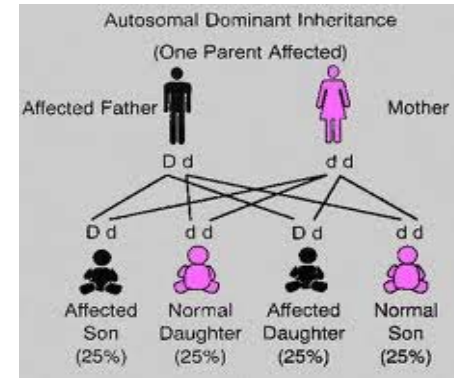 Autosomal Dominant Inheritance
(One Parent Affected)
Affected Father
Mother
D d
d d
D d
d d
D d
d d
Affected Son (25%)
Normal Daughter (25%)
Affected Daughter (25%)
Normal Son (25%)